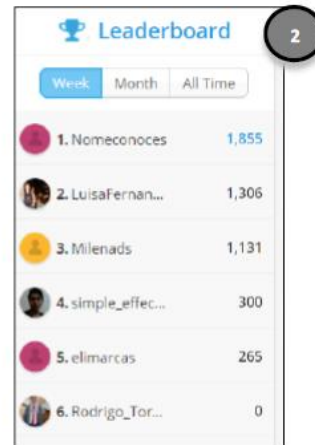 Leaderboard
2
Week Month All Time
1. Nomeconoces 1,855
2. LuisaFernan... 1,306
3. Milenads 1,131
4. simple_effec... 300
5. elimarcas 265
6. Rodrigo_Tor... 0